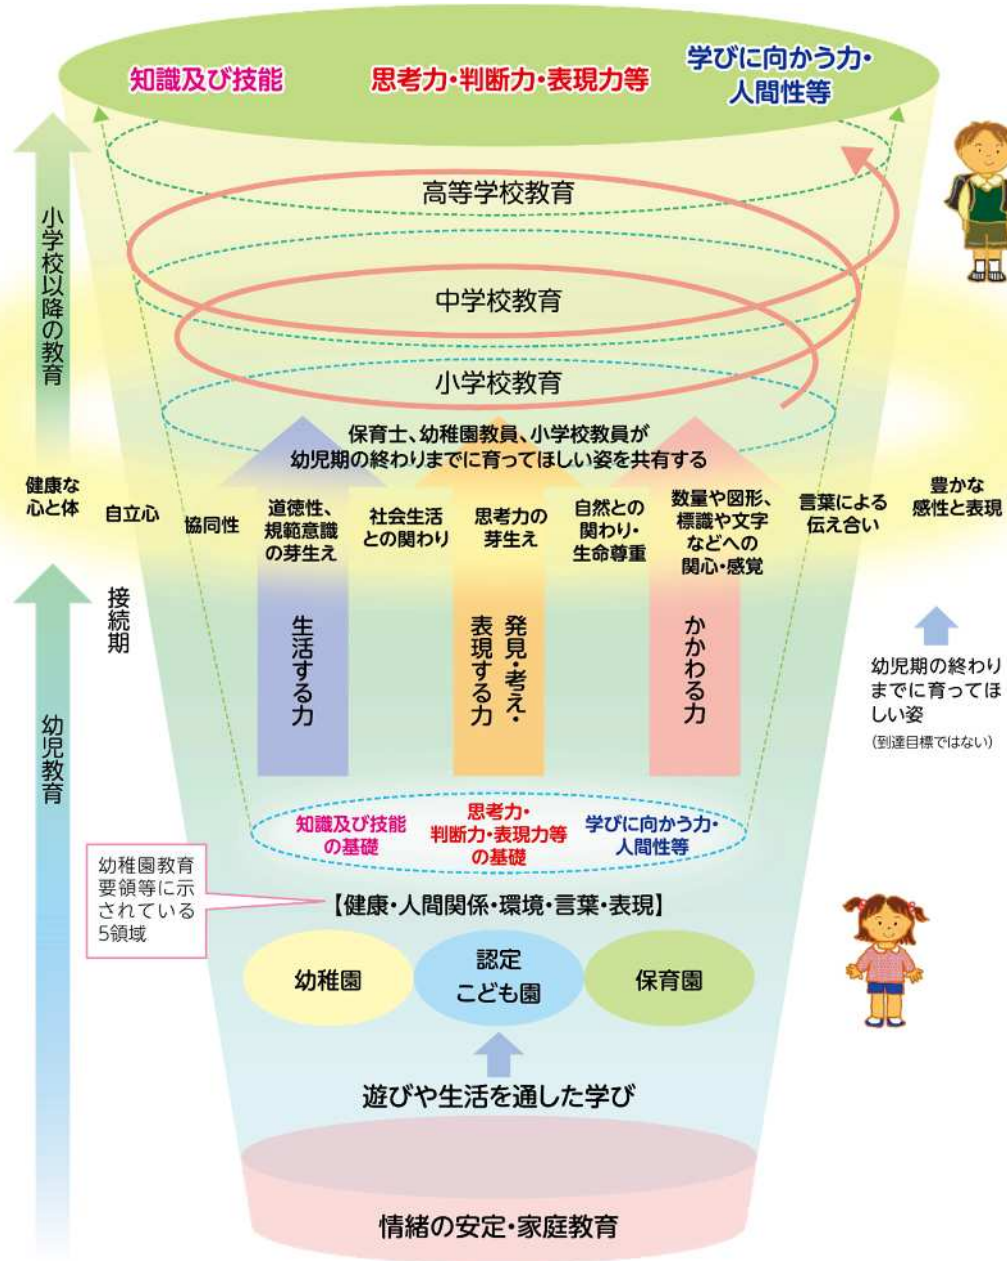 知識及び技能
思考力・判断力・表現力等
学びに向かう力・
人間性等
高等学校教育
中学校教育
小学校教育
小学校以降の教育
保育士、幼稚園教員、小学校教員が
幼児期の終わりまでに育ってほしい姿を共有する
健康な
心と体
自立心
協同性
道徳性、
規範意識
の芽生え
社会生活
との関わり
思考力の
芽生え
自然との
関わり・
生命尊重
数量や図形、
標識や文字
などへの
関心・感覚
言葉による
伝え合い
豊かな
感性と表現
接続期
生活する力
発見・考え・
表現する力
かかわる力
幼児期の終わり
までに育ってほ
しい姿
(到達目標ではない)
幼児教育
知識及び技能
の基礎
思考力・
判断力・表現力等
の基礎
学びに向かう力・
人間性等
幼稚園教育
要領等に示
されている
5領域
【健康・人間関係・環境・言葉・表現】
幼稚園
認定
こども園
保育園
遊びや生活を通した学び
情緒の安定・家庭教育